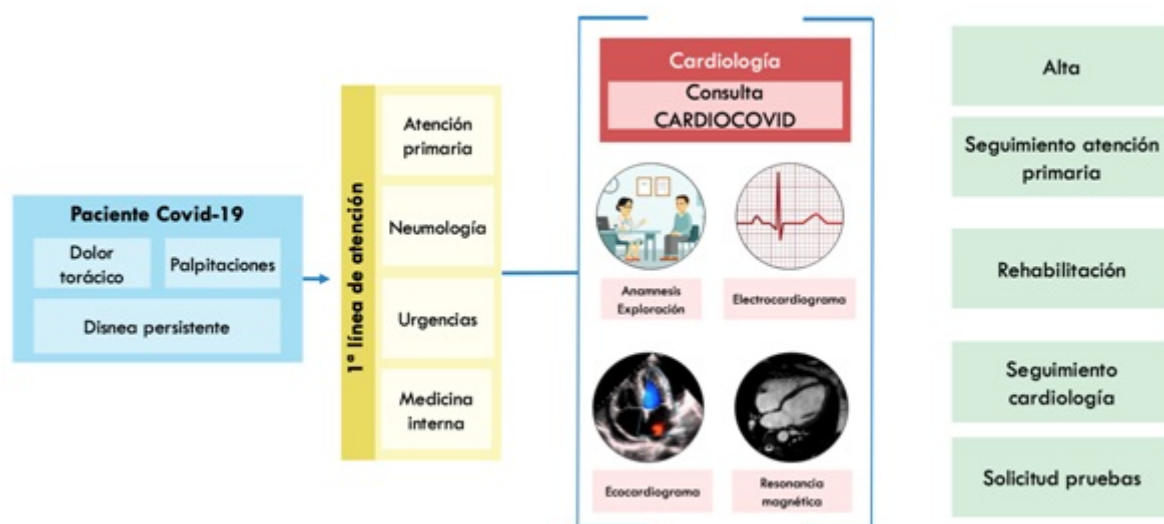 Paciente Covid-19
Dolor
torácico
Palpitaciones
Disnea persistente
1ª línea de atención
Atención
primaria
Neumología
Urgencias
Medicina
interna
Cardiología
Consulta
CARDIOCOVID
Anamnesis
Exploración
Electrocardiograma
Ecocardiograma
Resonancia
magnética
Alta
Seguimiento atención
primaria
Rehabilitación
Seguimiento
cardiología
Solicitud pruebas